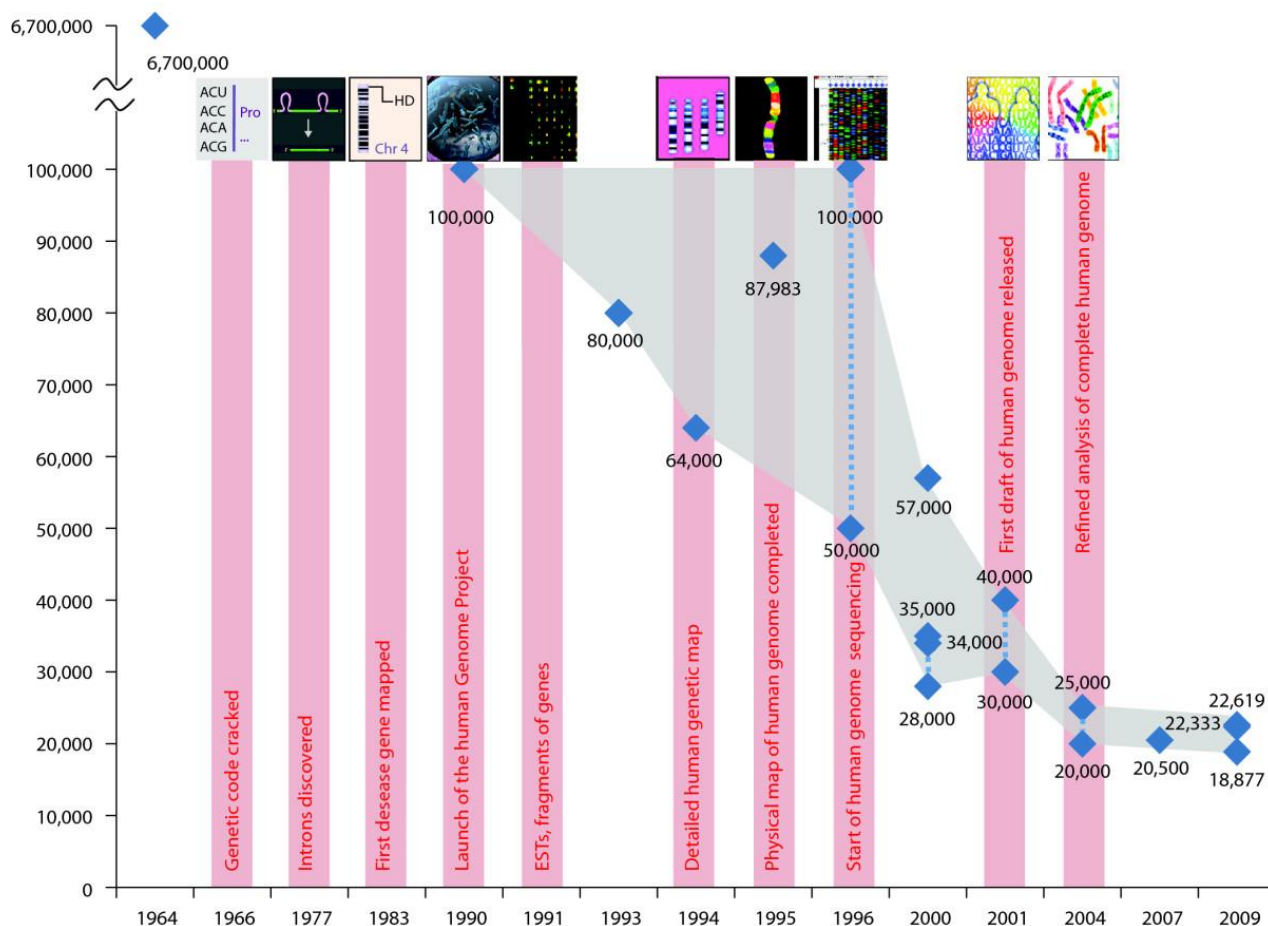 6,700,000
6,700,000
ACU
ACC
ACA
...
ACG
Pro
HD
Chr 4
100,000
90,000
80,000
70,000
60,000
50,000
40,000
30,000
20,000
10,000
0
100,000
80,000
64,000
87,983
100.000
50,000
57,000
35,000
34,000
28,000
40,000
30,000
25,000
20,000
20,500
22,619
22,333
18,877
Genetic code cracked
Introns discovered
First desease gene mapped
Launch of the human Genome Project
ESTs, fragments of genes
Detailed human genetic map
Physical map of human genome completed
Start of human genome sequencing
First draft of human genome released
Refined analysis of complete human genome
1964 1966 1977 1983 1990 1991 1993 1994 1995 1996 2000 2001 2004 2007 2009